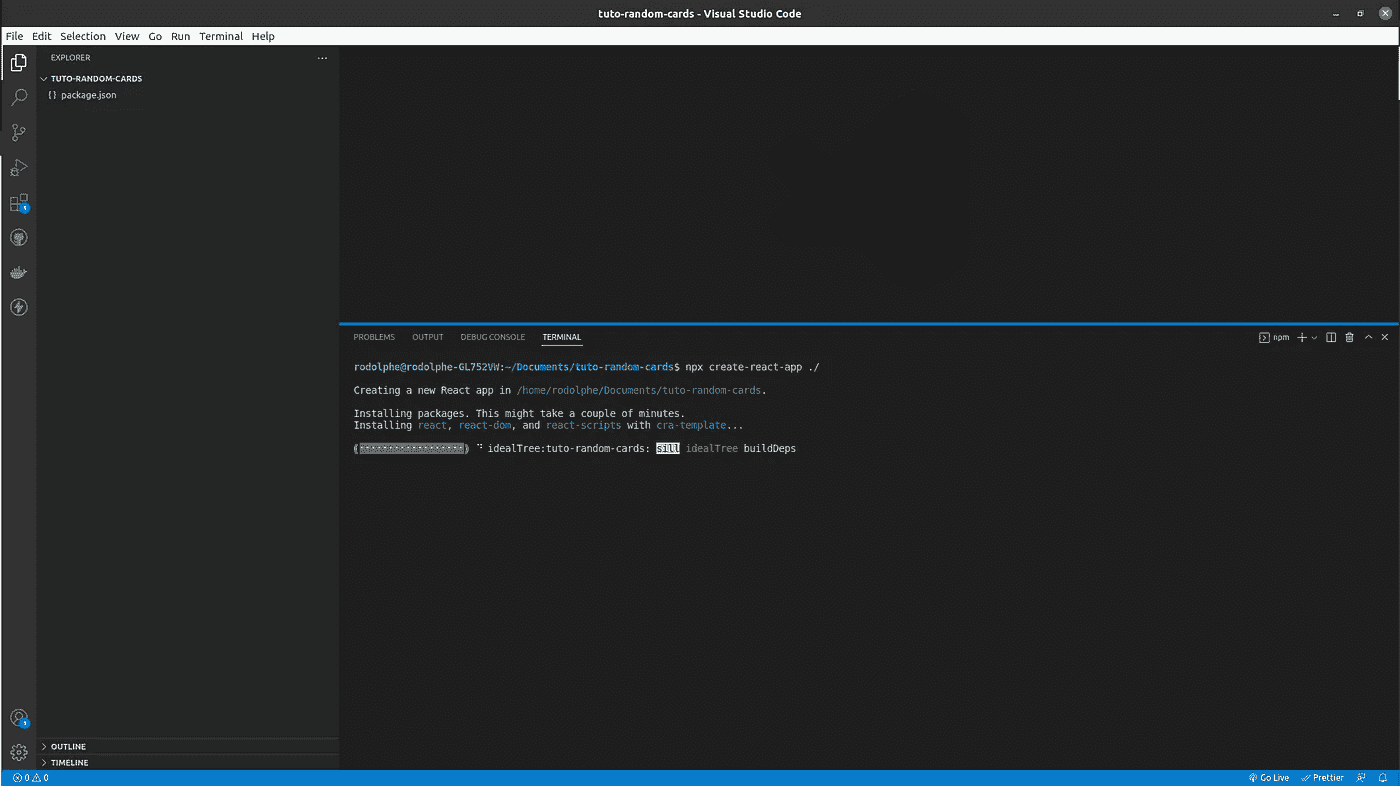 tuto-random-cards - Visual Studio Code
File Edit Selection View Go Run Terminal Help
EXPLORER
TUTO-RANDOM-CARDS
{} package.json
PROBLEMS OUTPUT DEBUG CONSOLE TERMINAL
npm
rodolphe@rodolphe-GL752VW:~/Documents/tuto-random-cards$ npx create-react-app ./
Creating a new React app in /home/rodolphe/Documents/tuto-random-cards.
Installing packages. This might take a couple of minutes.
Installing react, react-dom, and react-scripts with cra-template...
idealTree:tuto-random-cards: sill idealTree buildDeps
OUTLINE
TIMELINE
0 0
Go Live Prettier